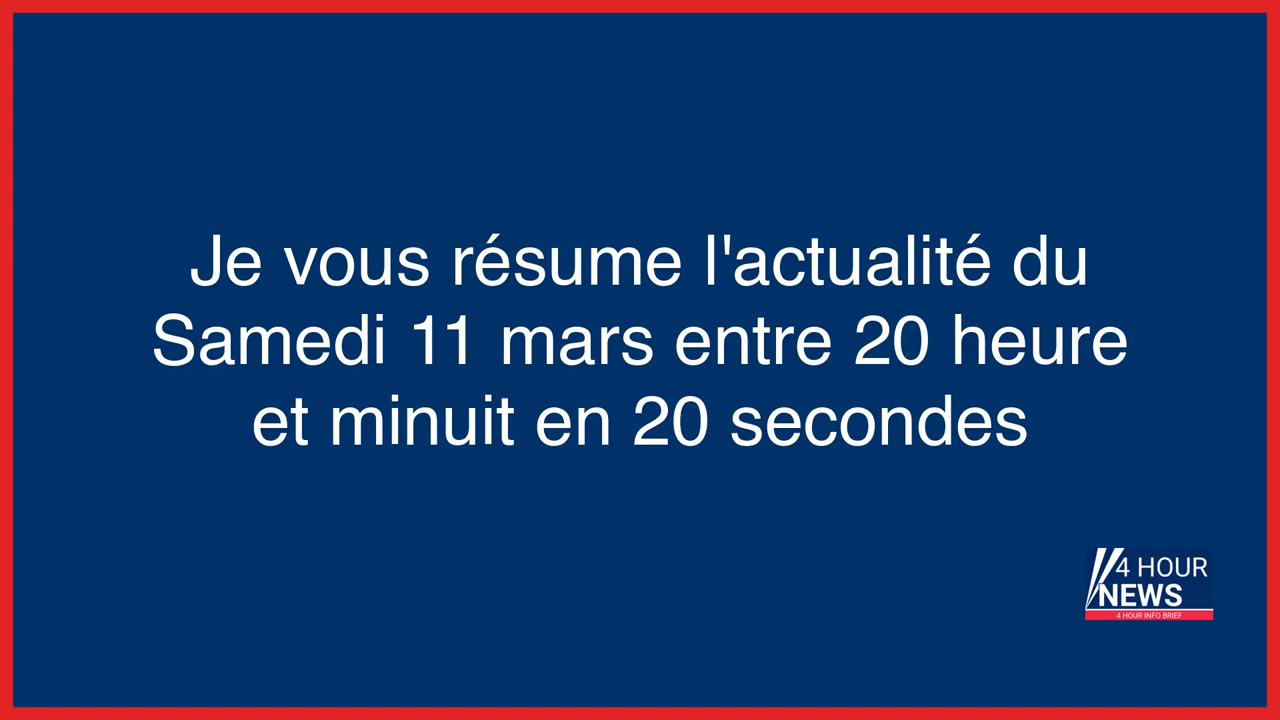 Je vous résume l'actualité du
Samedi 11 mars entre 20 heure
et minuit en 20 secondes
4 HOUR
NEWS
4 HOUR INFO BRIEF